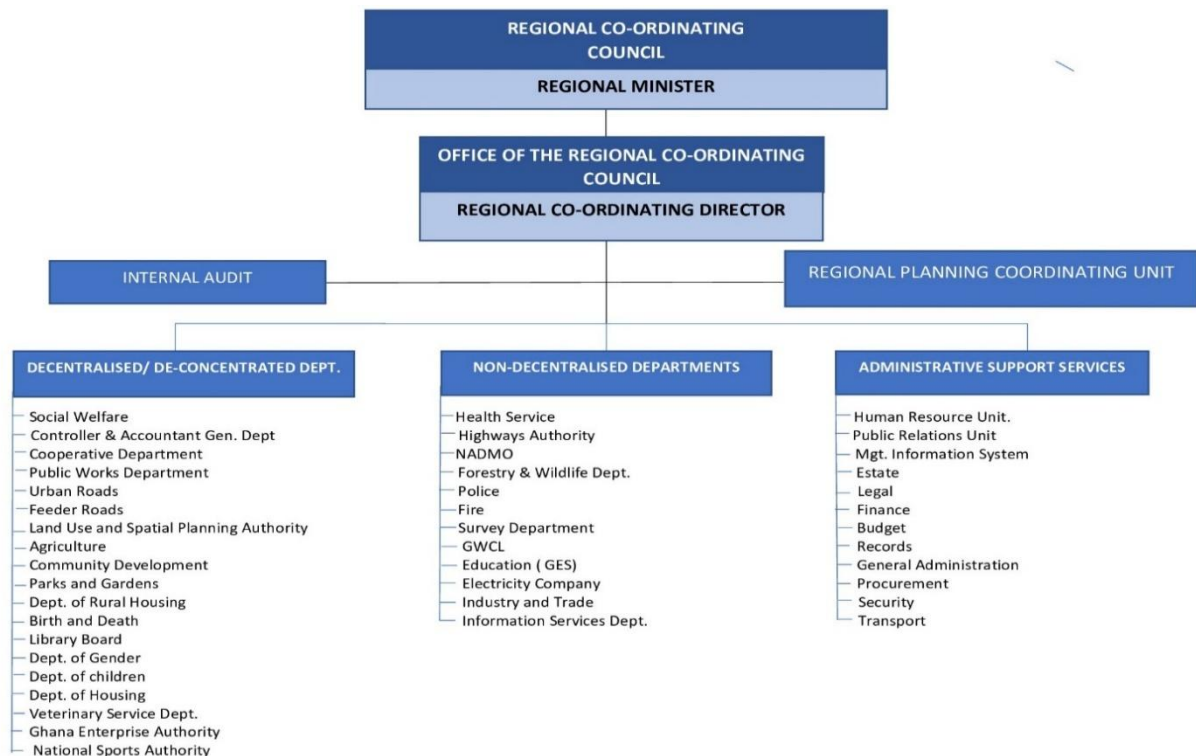 REGIONAL CO-ORDINATING
COUNCIL
REGIONAL MINISTER
OFFICE OF THE REGIONAL CO-ORDINATING
COUNCIL
REGIONAL CO-ORDINATING DIRECTOR
INTERNAL AUDIT
REGIONAL PLANNING COORDINATING UNIT
DECENTRALISED/ DE-CONCENTRATED DEPT.
Social Welfare
Controller & Accountant Gen. Dept
Cooperative Department
Public Works Department
Urban Roads
Feeder Roads
Land Use and Spatial Planning Authority
Agriculture
Community Development
Parks and Gardens
Dept. of Rural Housing
Birth and Death
Library Board
Dept. of Gender
Dept. of children
Dept. of Housing
Veterinary Service Dept.
Ghana Enterprise Authority
National Sports Authority
NON-DECENTRALISED DEPARTMENTS
Health Service
Highways Authority
NADMO
Forestry & Wildlife Dept.
Police
Fire
Survey Department
GWCL
Education ( GES)
Electricity Company
Industry and Trade
Information Services Dept.
ADMINISTRATIVE SUPPORT SERVICES
Human Resource Unit.
Public Relations Unit
Mgt. Information System
Estate
Legal
Finance
Budget
Records
General Administration
Procurement
Security
Transport